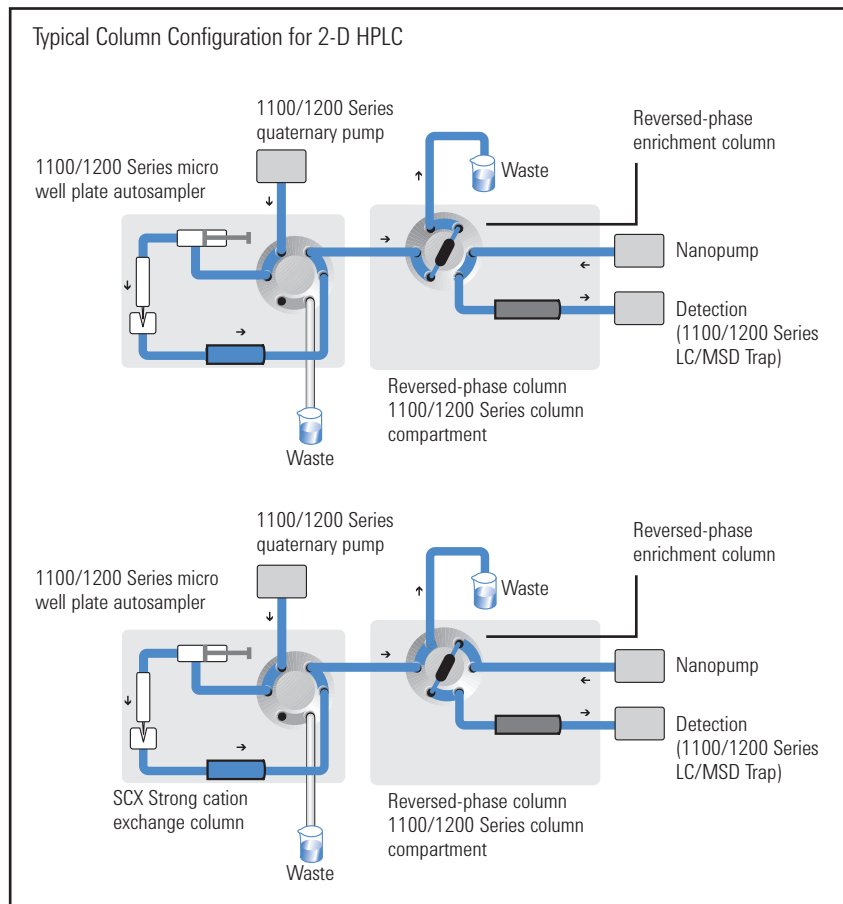 Typical Column Configuration for 2-D HPLC
1100/1200 Series
quaternary pump
Reversed-phase
enrichment column
1100/1200 Series micro
well plate autosampler
Waste
Nanopump
Detection
(1100/1200 Series
LC/MSD Trap)
Reversed-phase column
1100/1200 Series column
compartment
Waste
1100/1200 Series
quaternary pump
Reversed-phase
enrichment column
1100/1200 Series micro
well plate autosampler
Waste
Nanopump
Detection
(1100/1200 Series
LC/MSD Trap)
SCX Strong cation
exchange column
Reversed-phase column
1100/1200 Series column
compartment
Waste